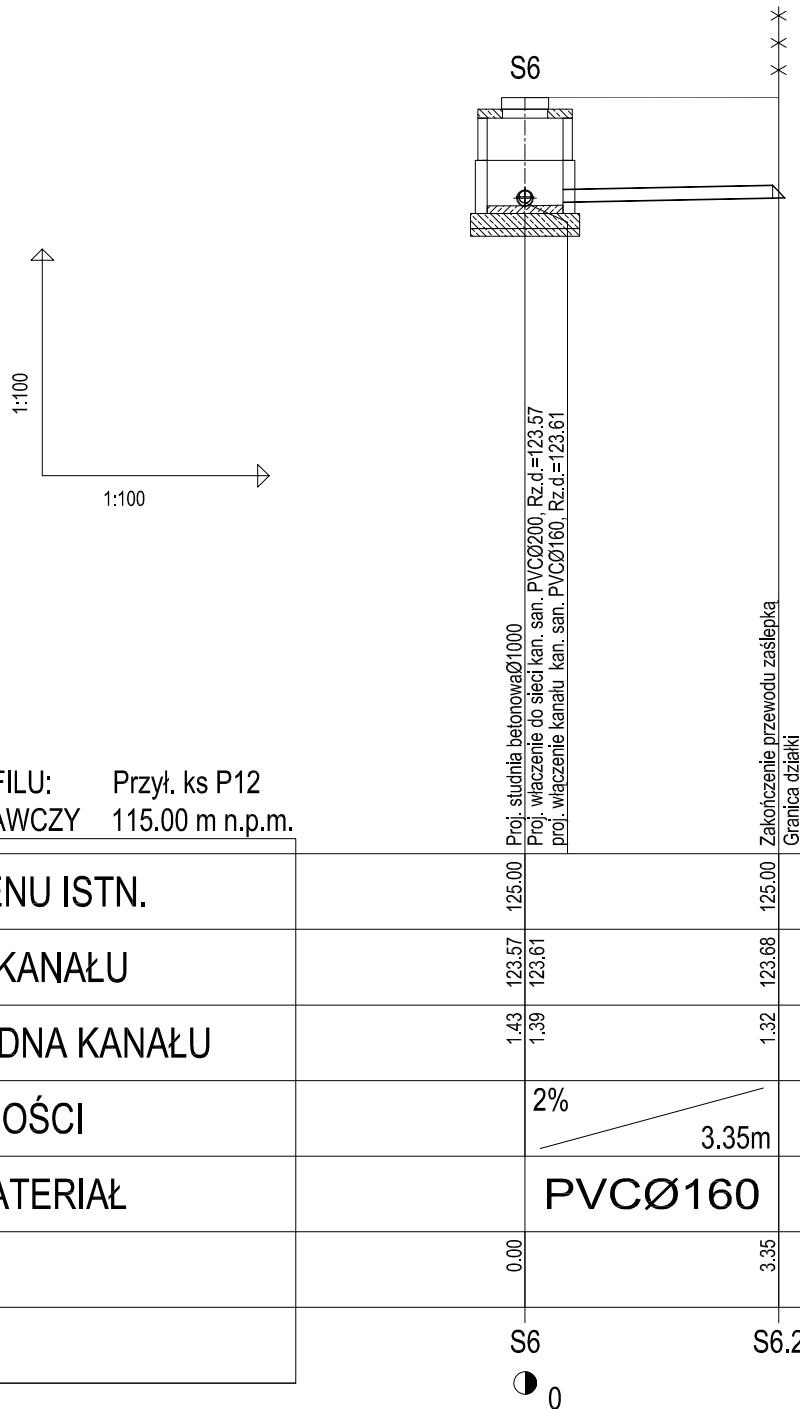 S6
1:100
1:100
Proj. studnia betonowaØ1000
Proj. włączenie do sieci kan. san. PVCØ200, Rz.d.=123.57
proj. włączenie kanału kan. san. PVCØ160, Rz.d.=123.61
Zakończenie przewodu zaślepką
Granica działki
FILU: Przył. ks P12
AWCZY 115.00 m n.p.m.
ENU ISTN. 125.00 125.00
KANAŁU 123.57 123.61 123.68
DNA KANAŁU 1.43 1.39 1.32
OŚCI 2% 3.35m
ATERIAŁ PVCØ160
0.00 3.35
S6 S6.2
0